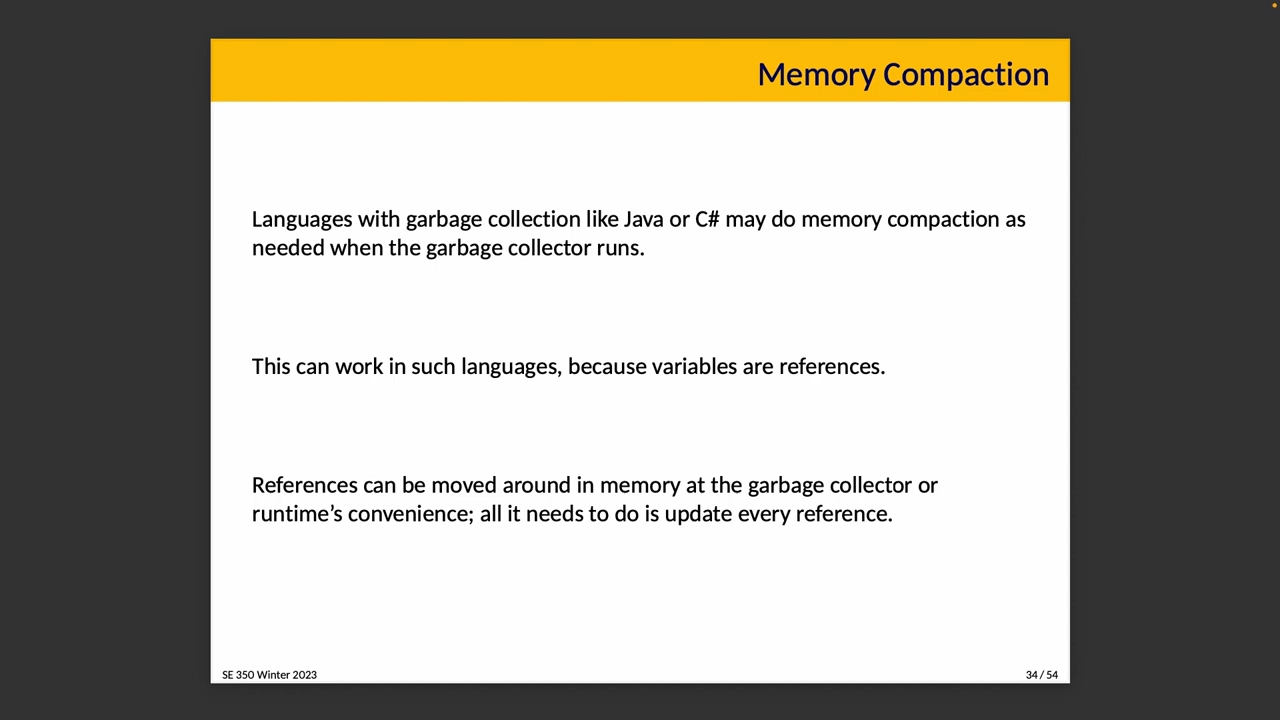 Memory Compaction
Languages with garbage collection like Java or C# may do memory compaction as
needed when the garbage collector runs.
This can work in such languages, because variables are references.
References can be moved around in memory at the garbage collector or
runtime’s convenience; all it needs to do is update every reference.
SE 350 Winter 2023
34 / 54